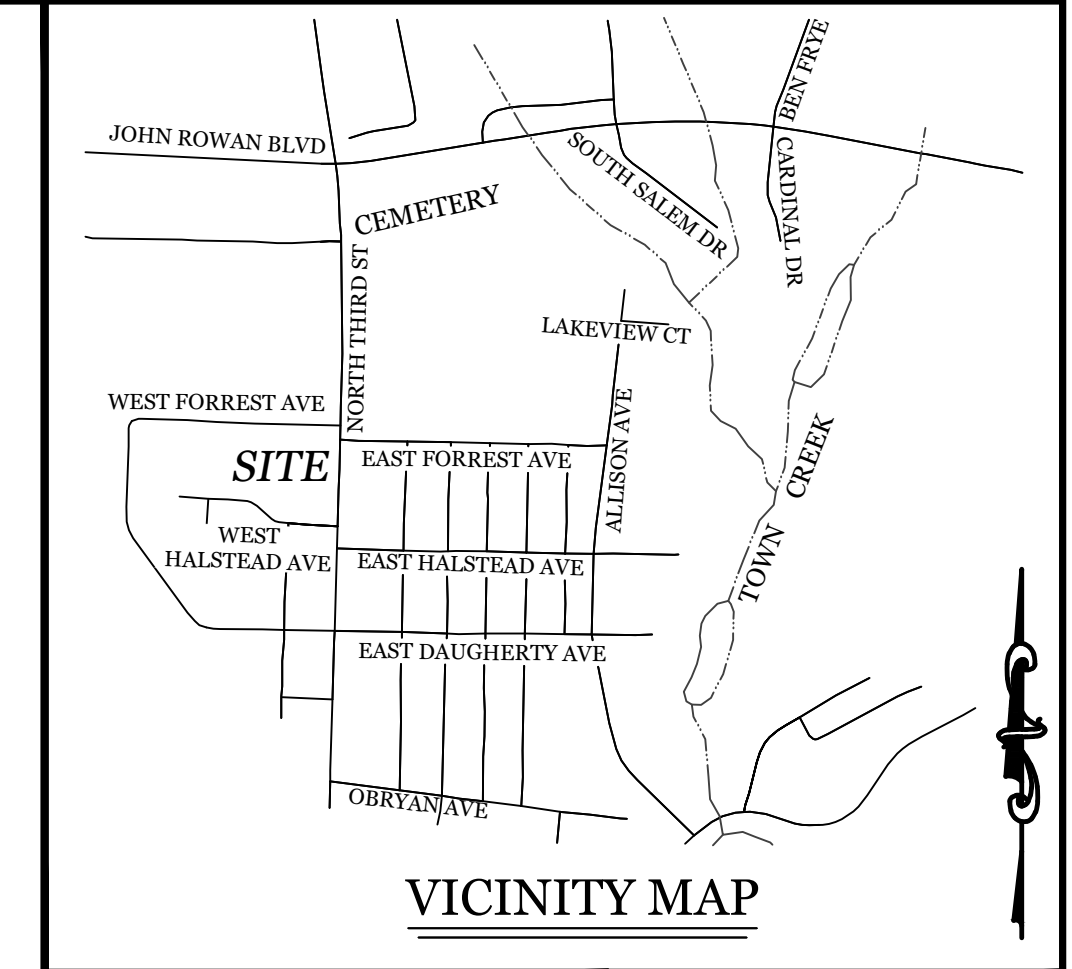 BEN FRYE
JOHN ROWAN BLVD
SOUTH SALEM DR
CARDINAL DR
CEMETERY
NORTH THIRD ST
LAKEVIEW CT
WEST FORREST AVE
ALLISON AVE
SITE
EAST FORREST AVE
TOWN CREEK
WEST
HALSTEAD AVE
EAST HALSTEAD AVE
EAST DAUGHERTY AVE
OBRYAN AVE
VICINITY MAP